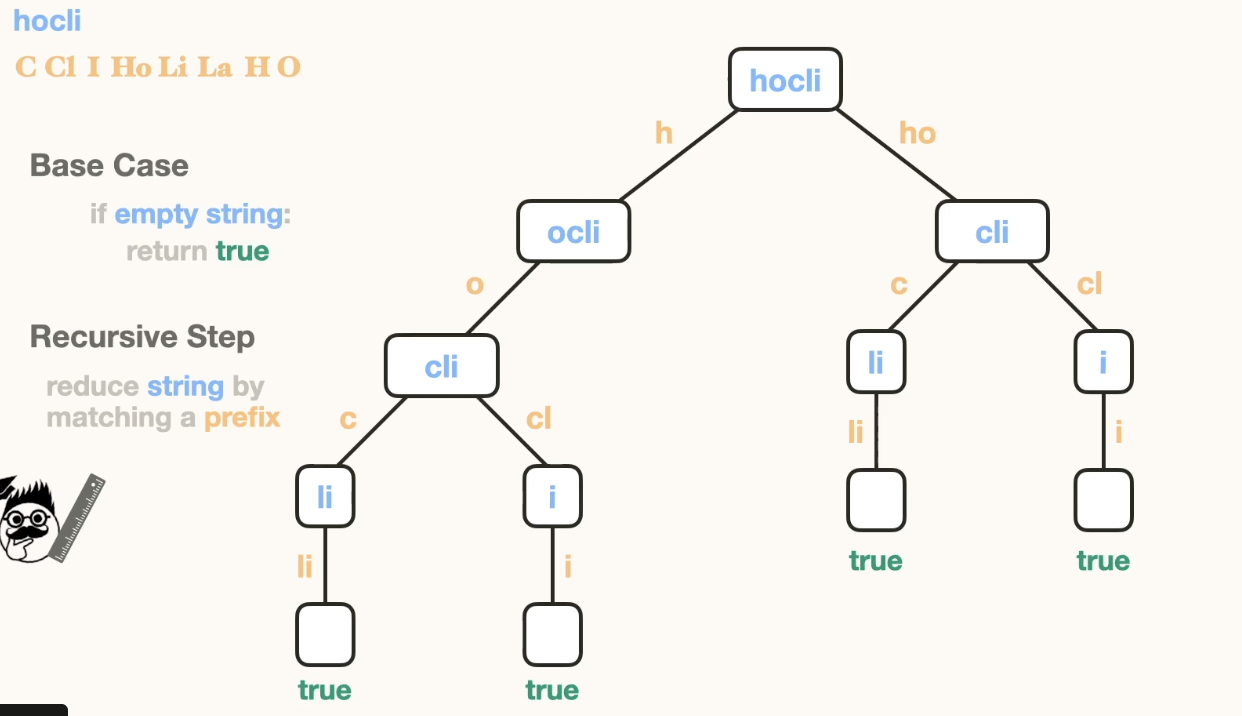 hocli
C Cl I Ho Li La H O
Base Case
if empty string:
return true
Recursive Step
reduce string by
matching a prefix
hocli
h ho
ocli cli
o c cl
cli li i
c cl li i
li i
true true
li i
true true